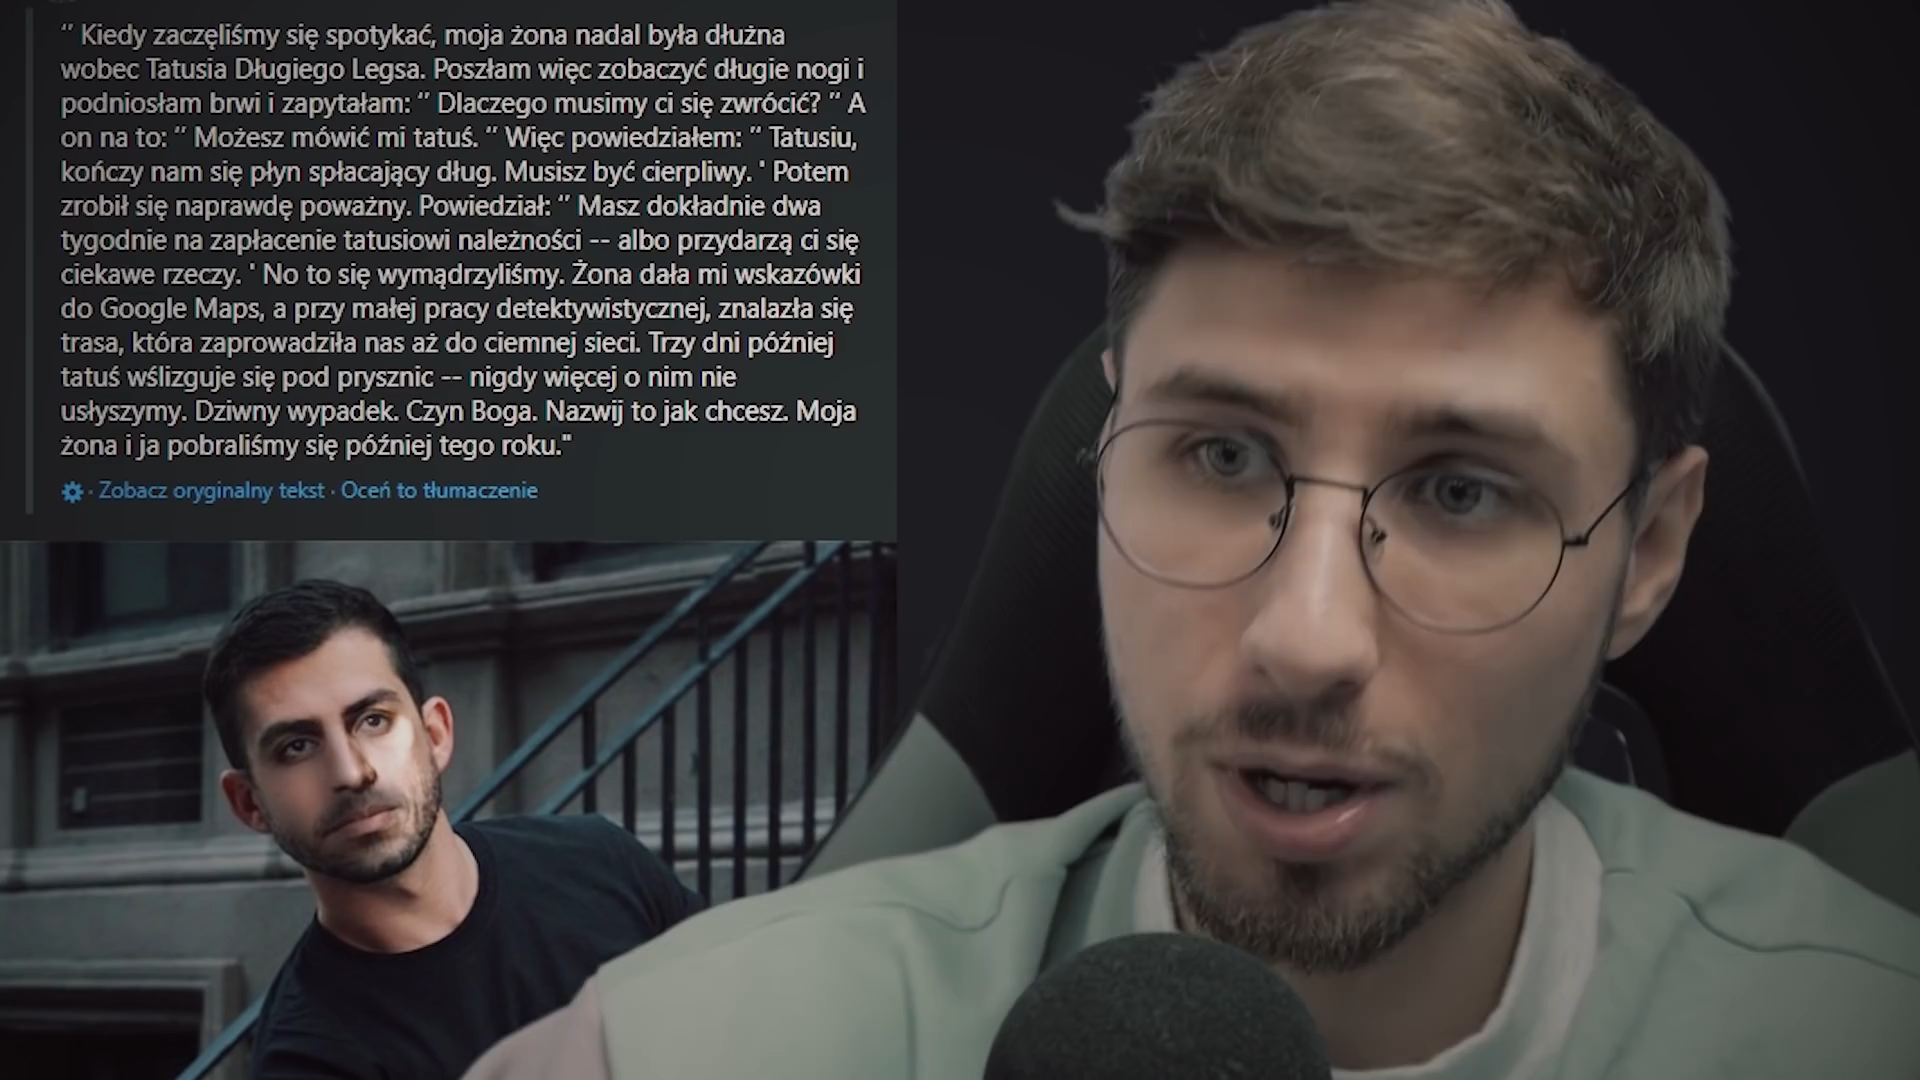 “ Kiedy zaczęliśmy się spotykać, moja żona nadal była dłużna
wobec Tatusia Długiego Legsa. Poszłam więc zobaczyć długie nogi i
podniosłam brwi i zapytałam: “ Dlaczego musimy ci się zwrócić? ” A
on na to: “ Możesz mówić mi tatuś. “ Więc powiedziałem: ” Tatusiu,
kończy nam się płyn spłacający dług. Musisz być cierpliwy. ' Potem
zrobił się naprawdę poważny. Powiedział: “ Masz dokładnie dwa
tygodnie na zapłacenie tatusiowi należności -- albo przydarzą ci się
ciekawe rzeczy. ' No to się wymądrzyliśmy. Żona dała mi wskazówki
do Google Maps, a przy małej pracy detektywistycznej, znalazła się
trasa, która zaprowadziła nas aż do ciemnej sieci. Trzy dni później
tatuś wślizguje się pod prysznic -- nigdy więcej o nim nie
usłyszymy. Dziwny wypadek. Czyn Boga. Nazwij to jak chcesz. Moja
żona i ja pobraliśmy się później tego roku."
· Zobacz oryginalny tekst · Oceń to tłumaczenie